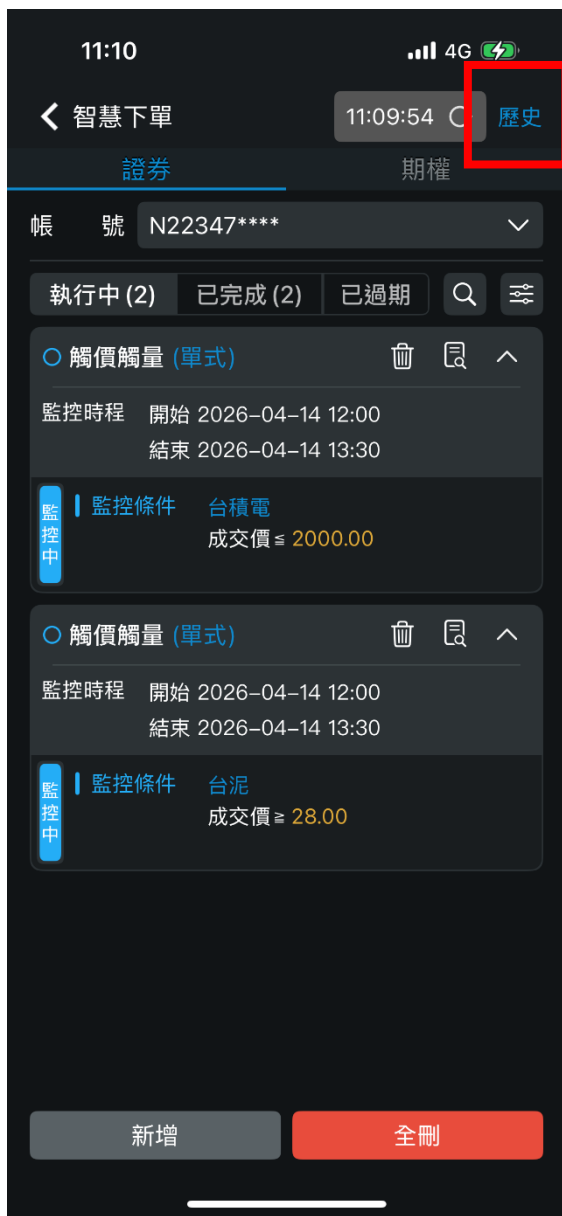 11:10 4G
智慧下單 11:09:54 歷史
證券 期權
帳 號 N22347****
執行中 (2) 已完成 (2) 已過期
觸價觸量 (單式)
監控時程 開始 2026-04-14 12:00
結束 2026-04-14 13:30
監控中
監控條件 台積電
成交價≦ 2000.00
觸價觸量 (單式)
監控時程 開始 2026-04-14 12:00
結束 2026-04-14 13:30
監控中
監控條件 台泥
成交價≧ 28.00
新增 全刪